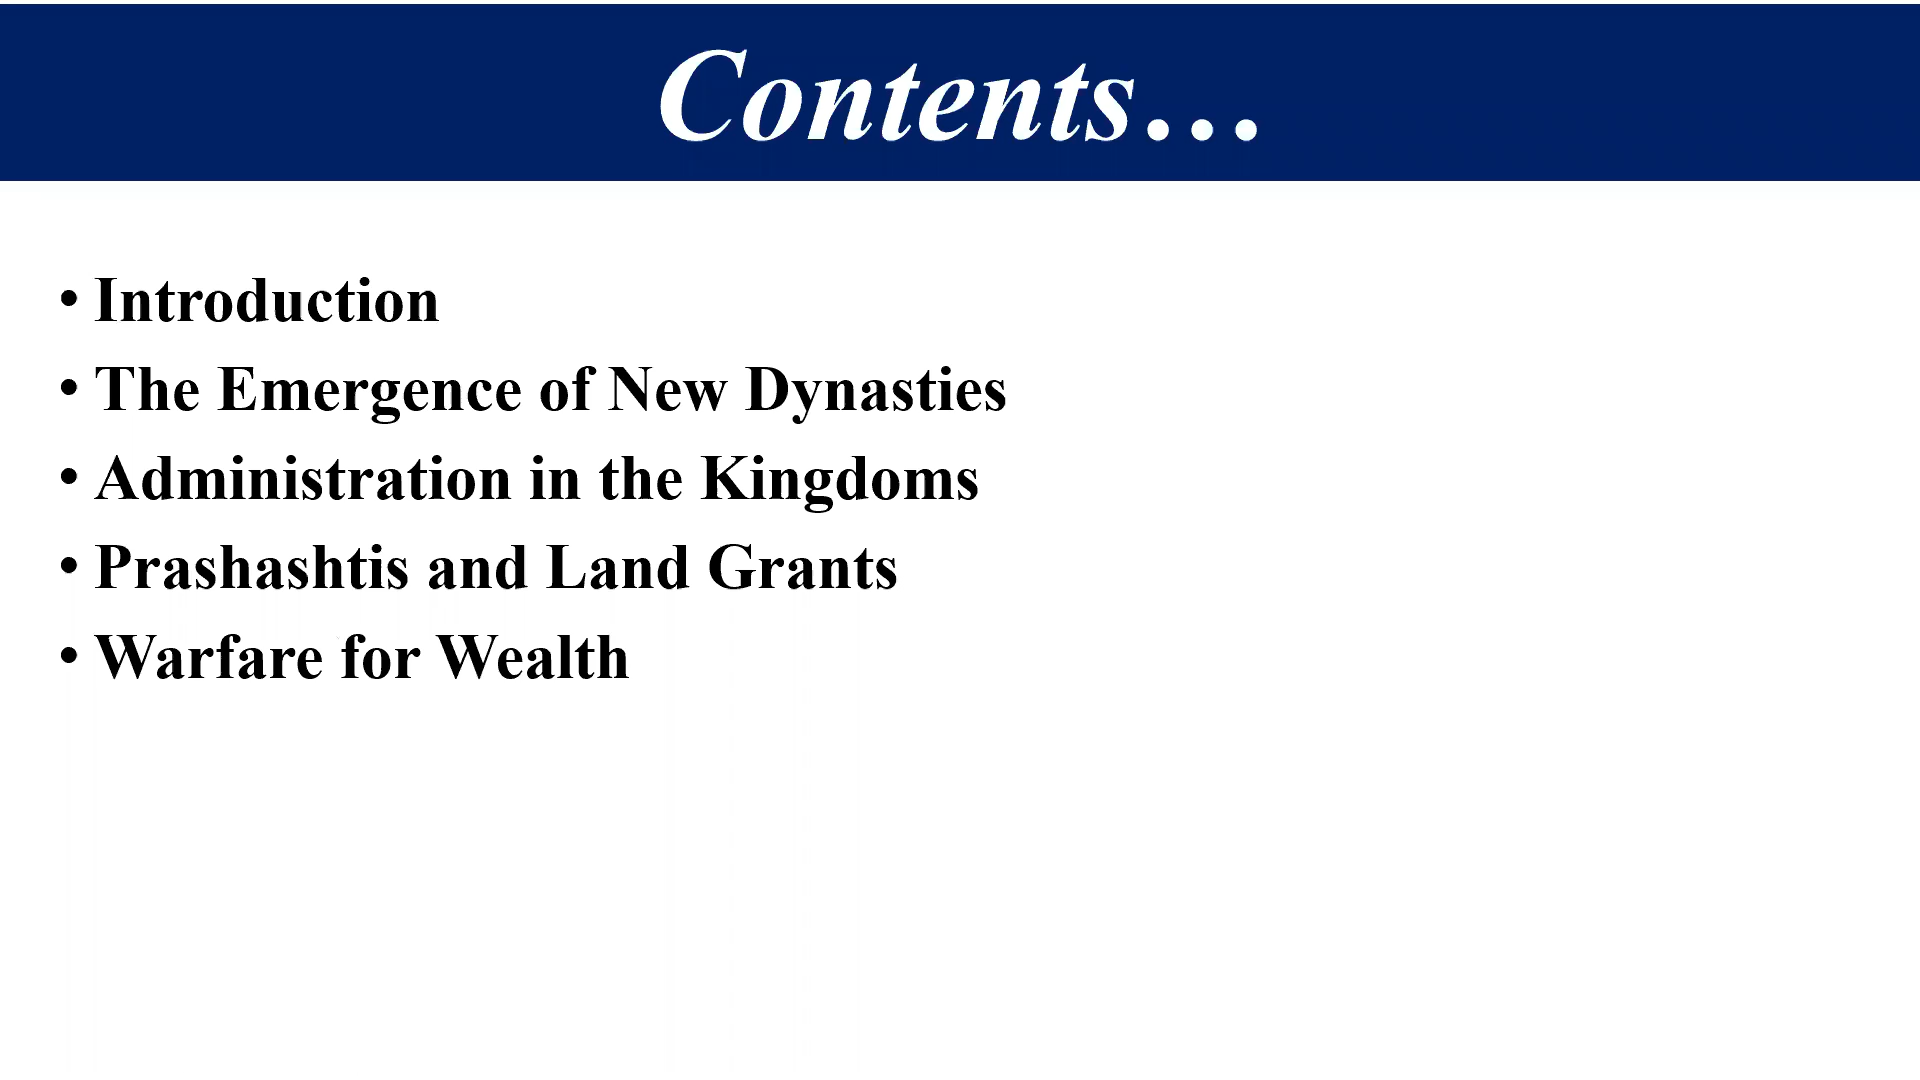 Contents…
• Introduction
• The Emergence of New Dynasties
• Administration in the Kingdoms
• Prashashtis and Land Grants
• Warfare for Wealth